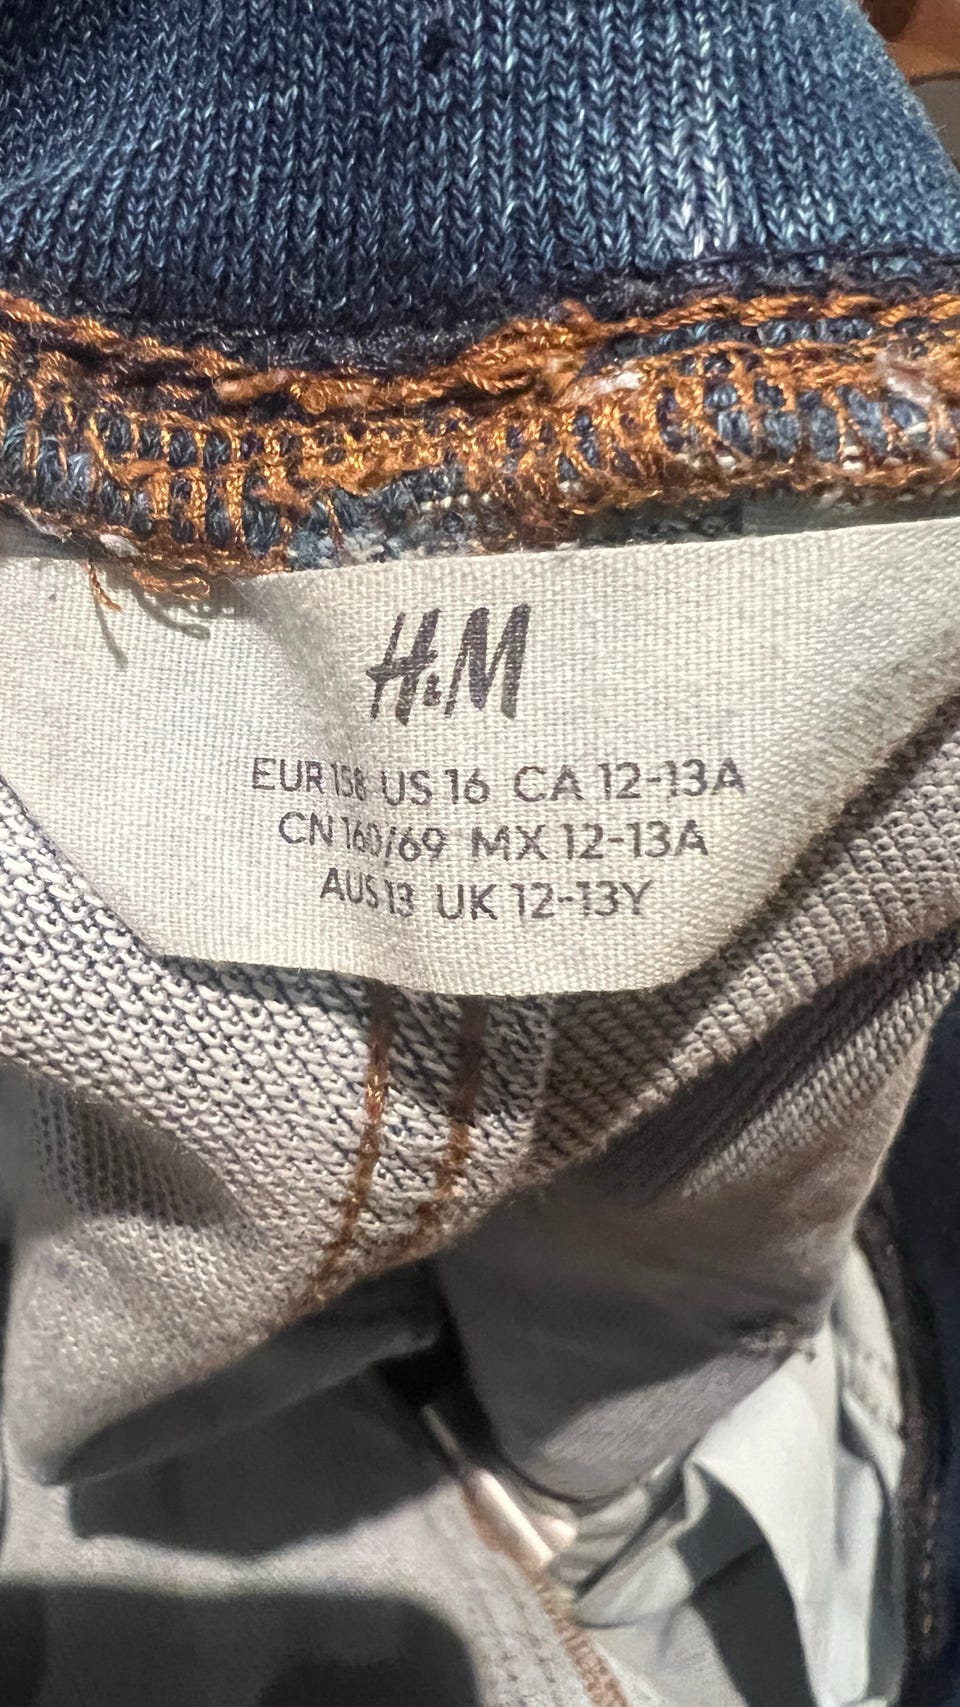 H&M
EUR 158 US 16 CA 12-13A
CN 160/69 MX 12-13A
AUS 13 UK 12-13Y